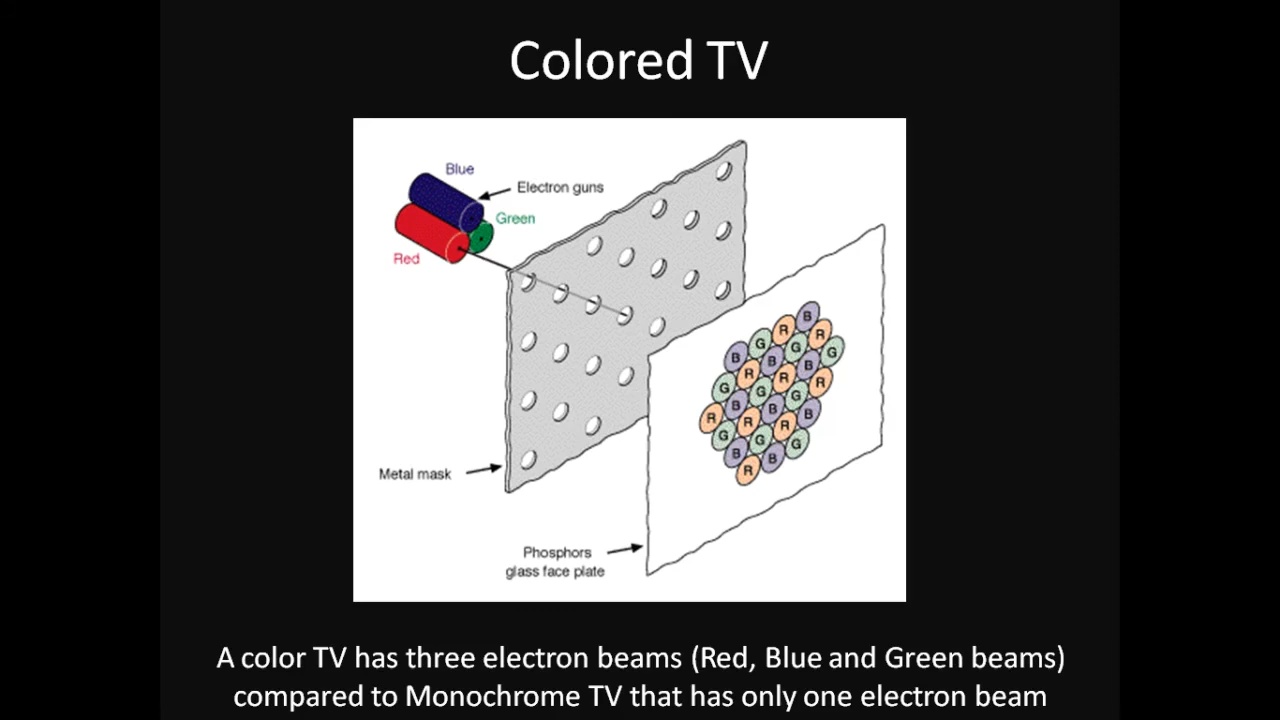 Colored TV
Blue
Electron guns
Green
Red
B
R R
G G G
B B B
R R R
G G G
B B B
R R R
G G G
B B
R
Metal mask
Phosphors
glass face plate
A color TV has three electron beams (Red, Blue and Green beams)
compared to Monochrome TV that has only one electron beam